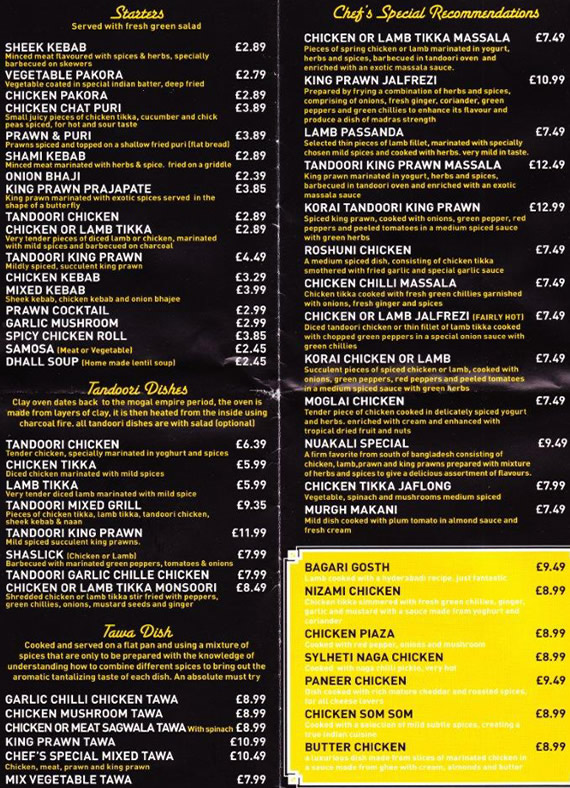 Starters
Served with fresh green salad
SHEEK KEBAB £2.89
Minced meat flavoured with spices & herbs, specially
barbecued on skewers
VEGETABLE PAKORA £2.79
Vegetable coated in special indian batter, deep fried
CHICKEN PAKORA £2.89
CHICKEN CHAT PURI £3.89
Small juicy pieces of chicken tikka, cucumber and chick
peas spiced, for hot and sour taste
PRAWN & PURI £3.89
Prawns spiced and topped on a shallow fried puri (flat bread)
SHAMI KEBAB £2.89
Minced meat marinated with herbs & spice. fried on a griddle
ONION BHAJI £2.39
KING PRAWN PRAJAPATE £3.85
King prawn marinated with exotic spices served in the
shape of a butterfly
TANDOORI CHICKEN £2.89
CHICKEN OR LAMB TIKKA £2.89
Very tender pieces of diced lamb or chicken, marinated
with mild spices and barbecued on charcoal
TANDOORI KING PRAWN £4.49
Mildly spiced, succulent king prawn
CHICKEN KEBAB £3.29
MIXED KEBAB £3.99
Sheek kebab, chicken kebab and onion bhajee
PRAWN COCKTAIL £2.99
GARLIC MUSHROOM £2.99
SPICY CHICKEN ROLL £3.85
SAMOSA (Meat or Vegetable) £2.45
DHALL SOUP (Home made lentil soup) £2.45
Tandoori Dishes
Clay oven dates back to the mogal empire period, the oven is
made from layers of clay, it is then heated from the inside using
charcoal fire. all tandoori dishes are with salad (optional)
TANDOORI CHICKEN £6.39
Tender chicken, specially marinated in yoghurt and spices
CHICKEN TIKKA £5.99
Diced chicken marinated with mild spices
LAMB TIKKA £5.99
Very tender diced lamb marinated with mild spice
TANDOORI MIXED GRILL £9.35
Pieces of chicken tikka, lamb tikka, tandoori chicken,
sheek kebab & naan
TANDOORI KING PRAWN £11.99
Mild spiced succulent king prawns.
SHASLICK (Chicken or Lamb) £7.99
Barbecued with marinated green peppers, tomatoes & onions
TANDOORI GARLIC CHILLE CHICKEN £7.99
CHICKEN OR LAMB TIKKA MONSOORI £8.49
Shredded chicken or lamb tikka stir fried with peppers,
green chillies, onions, mustard seeds and ginger
Tawa Dish
Cooked and served on a flat pan and using a mixture of
spices that are only to be prepared with the knowledge of
understanding how to combine different spices to bring out the
aromatic tantalizing taste of each dish. An absolute must try
GARLIC CHILLI CHICKEN TAWA £8.99
CHICKEN MUSHROOM TAWA £8.99
CHICKEN OR MEAT SAGWALA TAWA With spinach £8.99
KING PRAWN TAWA £10.99
CHEF'S SPECIAL MIXED TAWA £10.49
Chicken, meat, prawn and king prawn
MIX VEGETABLE TAWA £7.99
Chef's Special Recommendations
CHICKEN OR LAMB TIKKA MASSALA £7.49
Pieces of spring chicken or lamb marinated in yogurt,
herbs and spices, barbecued in tandoori oven and
enriched with an exotic massala sauce.
KING PRAWN JALFREZI £10.99
Prepared by frying a combination of herbs and spices,
comprising of onions, fresh ginger, coriander, green
peppers and green chillies to enhance its flavour and
produce a dish of madras strength
LAMB PASSANDA £7.49
Selected thin pieces of lamb fillet, marinated with specially
chosen mild spices and cooked with herbs. very mild in taste.
TANDOORI KING PRAWN MASSALA £12.49
King prawn marinated in yogurt, herbs and spices,
barbecued in tandoori oven and enriched with an exotic
massala sauce
KORAI TANDOORI KING PRAWN £12.99
Spiced king prawn, cooked with onions, green pepper, red
peppers and peeled tomatoes in a medium spiced sauce
with green herbs
ROSHUNI CHICKEN £7.49
A medium spiced dish, consisting of chicken tikka
smothered with fried garlic and special garlic sauce
CHICKEN CHILLI MASSALA £7.49
Chicken tikka cooked with fresh green chillies garnished
with onions, fresh ginger and spices
CHICKEN OR LAMB JALFREZI (FAIRLY HOT) £7.49
Diced tandoori chicken or thin fillet of lamb tikka cooked
with chopped green peppers in a special onion sauce with
green chillies
KORAI CHICKEN OR LAMB £7.49
Succulent pieces of spiced chicken or lamb, cooked with
onions, green peppers, red peppers and peeled tomatoes
in a medium spiced sauce with green herbs
MOGLAI CHICKEN £7.49
Tender piece of chicken cooked in delicately spiced yogurt
and herbs. enriched with cream and enhanced with
tropical dried fruit and nuts
NUAKALI SPECIAL £9.49
A firm favorite from south of bangladesh consisting of
chicken, lamb,prawn and king prawns prepared with mixture
of herbs and spices to give a delicious assortment of flavours.
CHICKEN TIKKA JAFLONG £7.99
Vegetable, spinach and mushrooms medium spiced
MURGH MAKANI £7.49
Mild dish cooked with plum tomato in almond sauce and
fresh cream
BAGARI GOSTH £9.49
Lamb cooked with a hyderabadi recipe, just fantastic
NIZAMI CHICKEN £8.99
Chicken tikka simmered with fresh green chillies, ginger,
garlic and mustard with a sauce made from yoghurt and
coriander
CHICKEN PIAZA £8.99
Cooked with red pepper, onions and mushroom
SYLHETI NAGA CHICKEN £8.99
Cooked with naga chilli pickle, very hot
PANEER CHICKEN £9.49
Dish cooked with rich mature cheddar and roasted spices,
for all cheese lovers
CHICKEN SOM SOM £8.99
Cooked with a selection of mild subtle spices, creating a
true indian cuisine
BUTTER CHICKEN £8.99
a luxurious dish made from slices of marinated chicken in
a sauce made from ghee with cream, almonds and butter